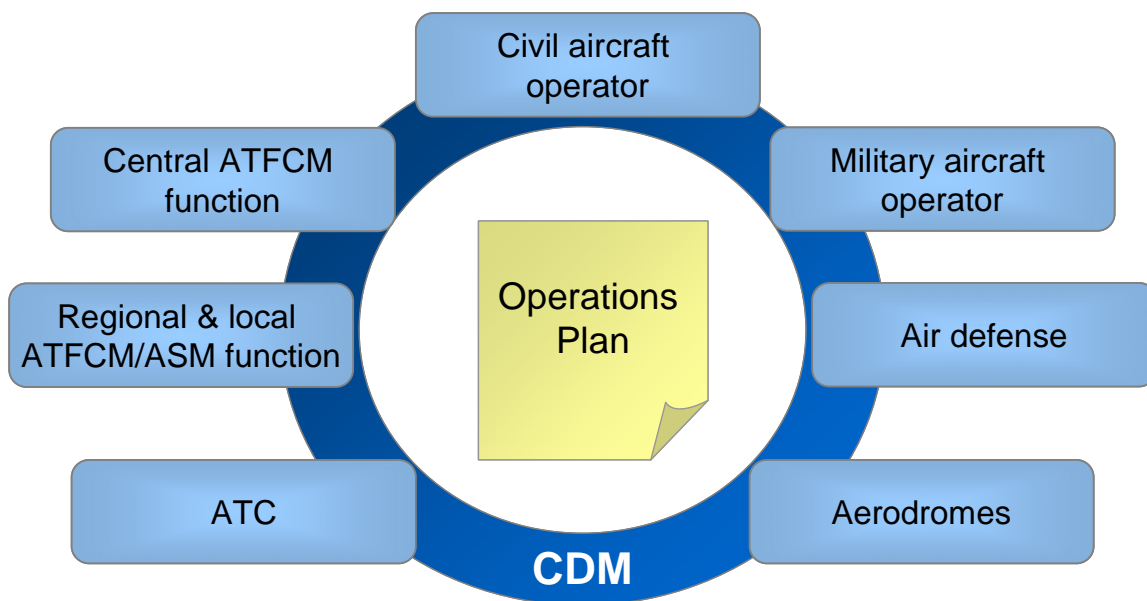 Civil aircraft
operator
Central ATFCM
function
Military aircraft
operator
Operations
Plan
Regional & local
ATFCM/ASM function
Air defense
ATC
Aerodromes
CDM